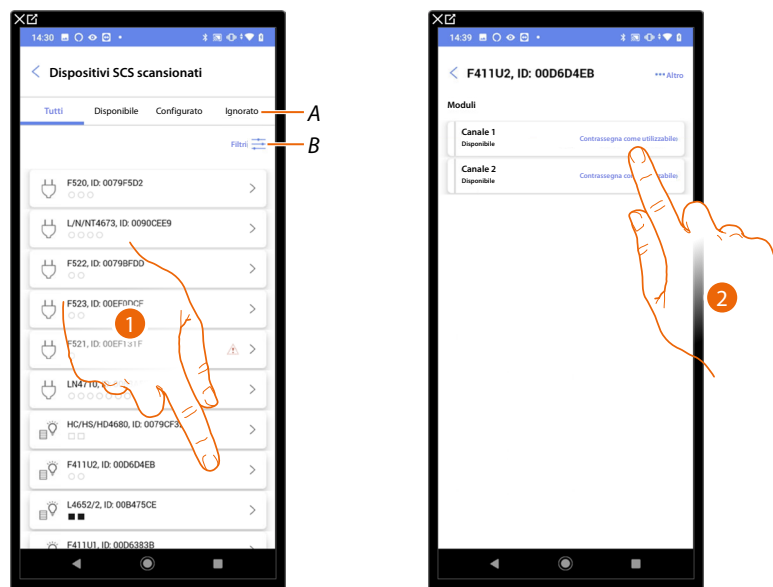 14:30
Dispositivi SCS scansionati
Tutti Disponibile Configurato Ignorato
A
Filtri
B
F520, ID: 0079F5D2
L/N/NT4673, ID: 0090CEE9
F522, ID: 0079BFDD
F523, ID: 00EF0DCF
1
F521, ID: 00EF131F
LN4710,
HC/HS/HD4680, ID: 0079CF3
F411U2, ID: 00D6D4EB
L4652/2, ID: 00B475CE
F411U1, ID: 00D6383B
14:39
F411U2, ID: 00D6D4EB
••• Altro
Moduli
Canale 1
Disponibile
Contrassegna come utilizzabile
Canale 2
Disponibile
Contrassegna
2